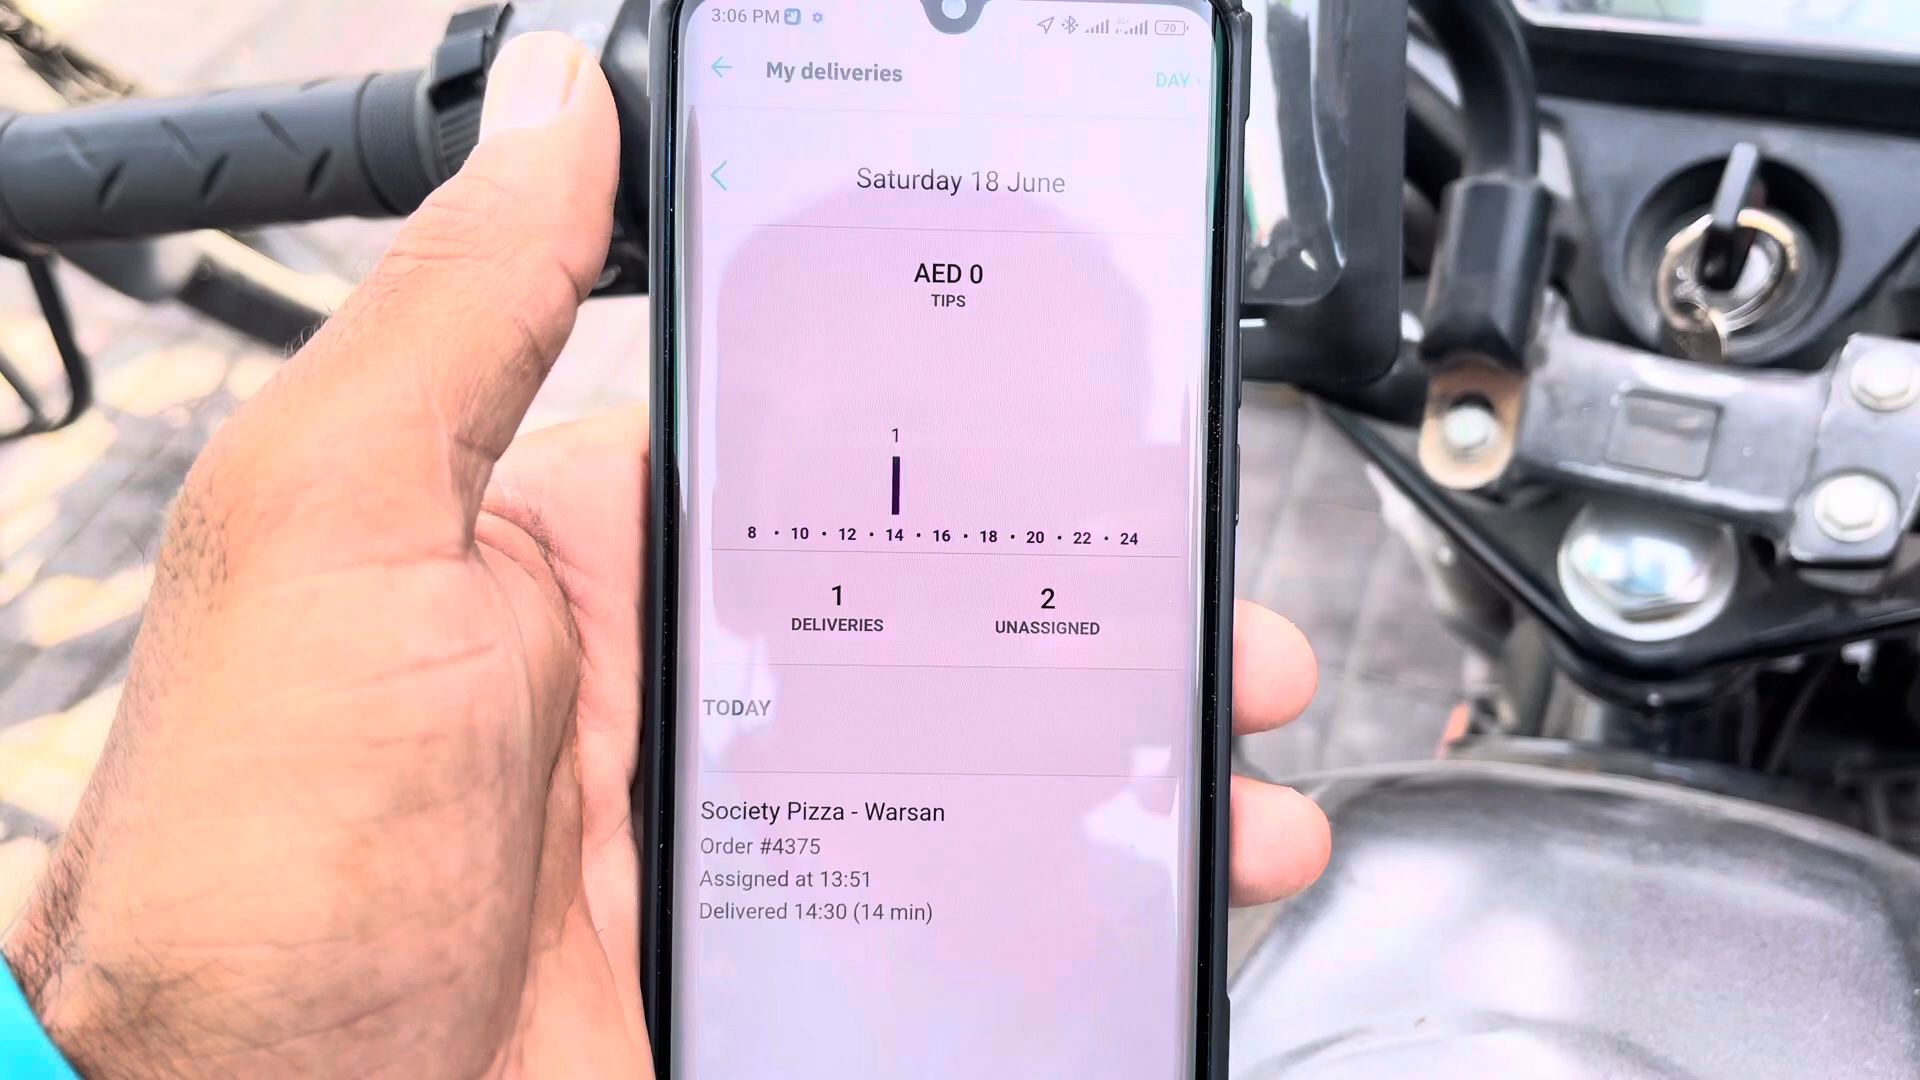 3:06 PM
70
My deliveries
DAY
Saturday 18 June
AED 0
TIPS
1
8 · 10 · 12 · 14 · 16 · 18 · 20 · 22 · 24
1
DELIVERIES
2
UNASSIGNED
TODAY
Society Pizza - Warsan
Order #4375
Assigned at 13:51
Delivered 14:30 (14 min)